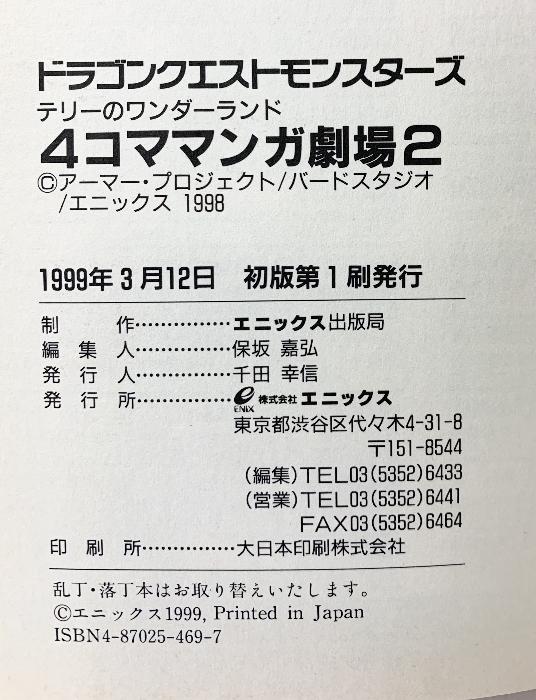 ドラゴンクエストモンスターズ
テリーのワンダーランド
4コママンガ劇場2
©アーマー・プロジェクト/バードスタジオ
/エニックス 1998
1999年3月12日 初版第1刷発行
制作……………エニックス出版局
編集人……………保坂 嘉弘
発行人……………千田 幸信
発行所……………ENIX 株式会社エニックス
東京都渋谷区代々木4-31-8
〒151-8544
(編集)TEL03(5352)6433
(営業)TEL03(5352)6441
FAX03(5352)6464
印刷所……………大日本印刷株式会社
乱丁・落丁本はお取り替えいたします。
©エニックス1999, Printed in Japan
ISBN4-87025-469-7